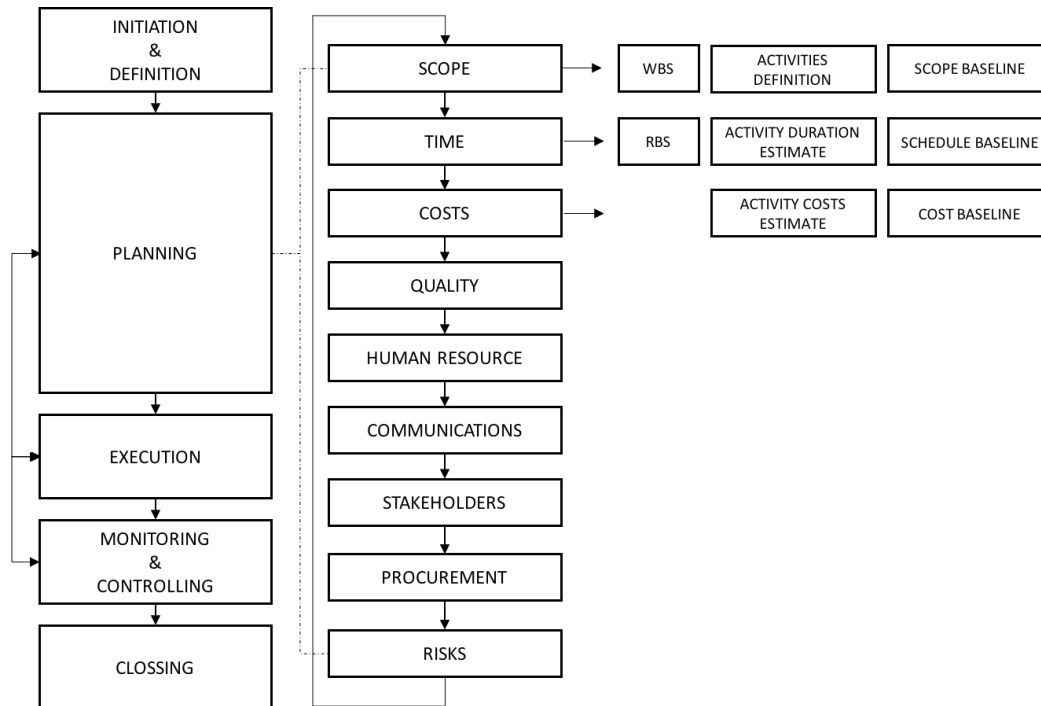 INITIATION
&
DEFINITION
PLANNING
EXECUTION
MONITORING
&
CONTROLLING
CLOSSING
SCOPE
TIME
COSTS
QUALITY
HUMAN RESOURCE
COMMUNICATIONS
STAKEHOLDERS
PROCUREMENT
RISKS
WBS
ACTIVITIES
DEFINITION
SCOPE BASELINE
RBS
ACTIVITY DURATION
ESTIMATE
SCHEDULE BASELINE
ACTIVITY COSTS
ESTIMATE
COST BASELINE